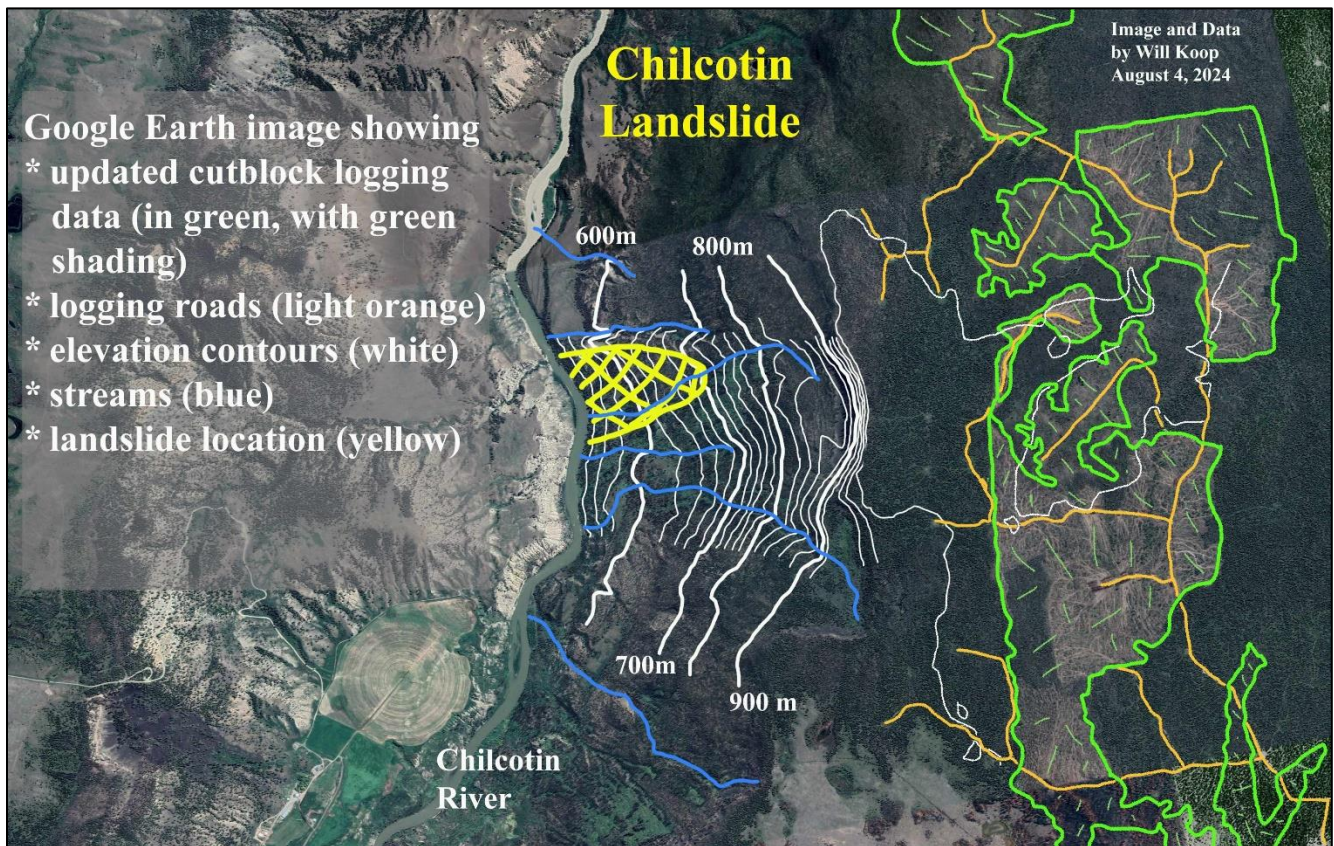 Chilcotin
Landslide
Image and Data
by Will Koop
August 4, 2024
Google Earth image showing
* updated cutblock logging
data (in green, with green
shading)
* logging roads (light orange)
* elevation contours (white)
* streams (blue)
* landslide location (yellow)
600m
800m
700m
900 m
Chilcotin
River